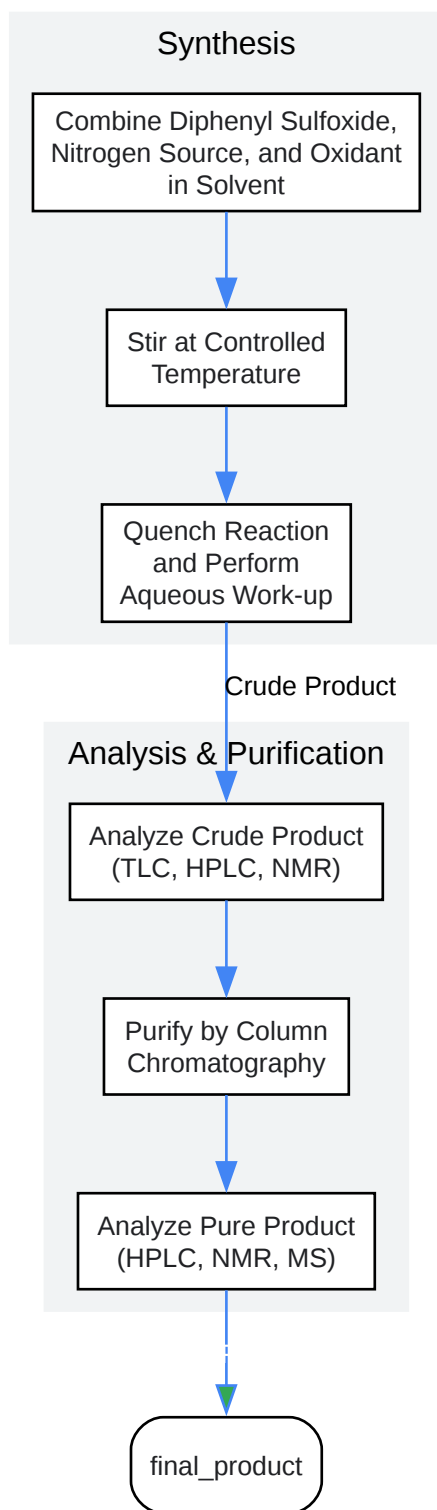 Synthesis
Combine Diphenyl Sulfoxide,
Nitrogen Source, and Oxidant
in Solvent
Stir at Controlled
Temperature
Quench Reaction
and Perform
Aqueous Work-up
Crude Product
Analysis & Purification
Analyze Crude Product
(TLC, HPLC, NMR)
Purify by Column
Chromatography
Analyze Pure Product
(HPLC, NMR, MS)
final_product